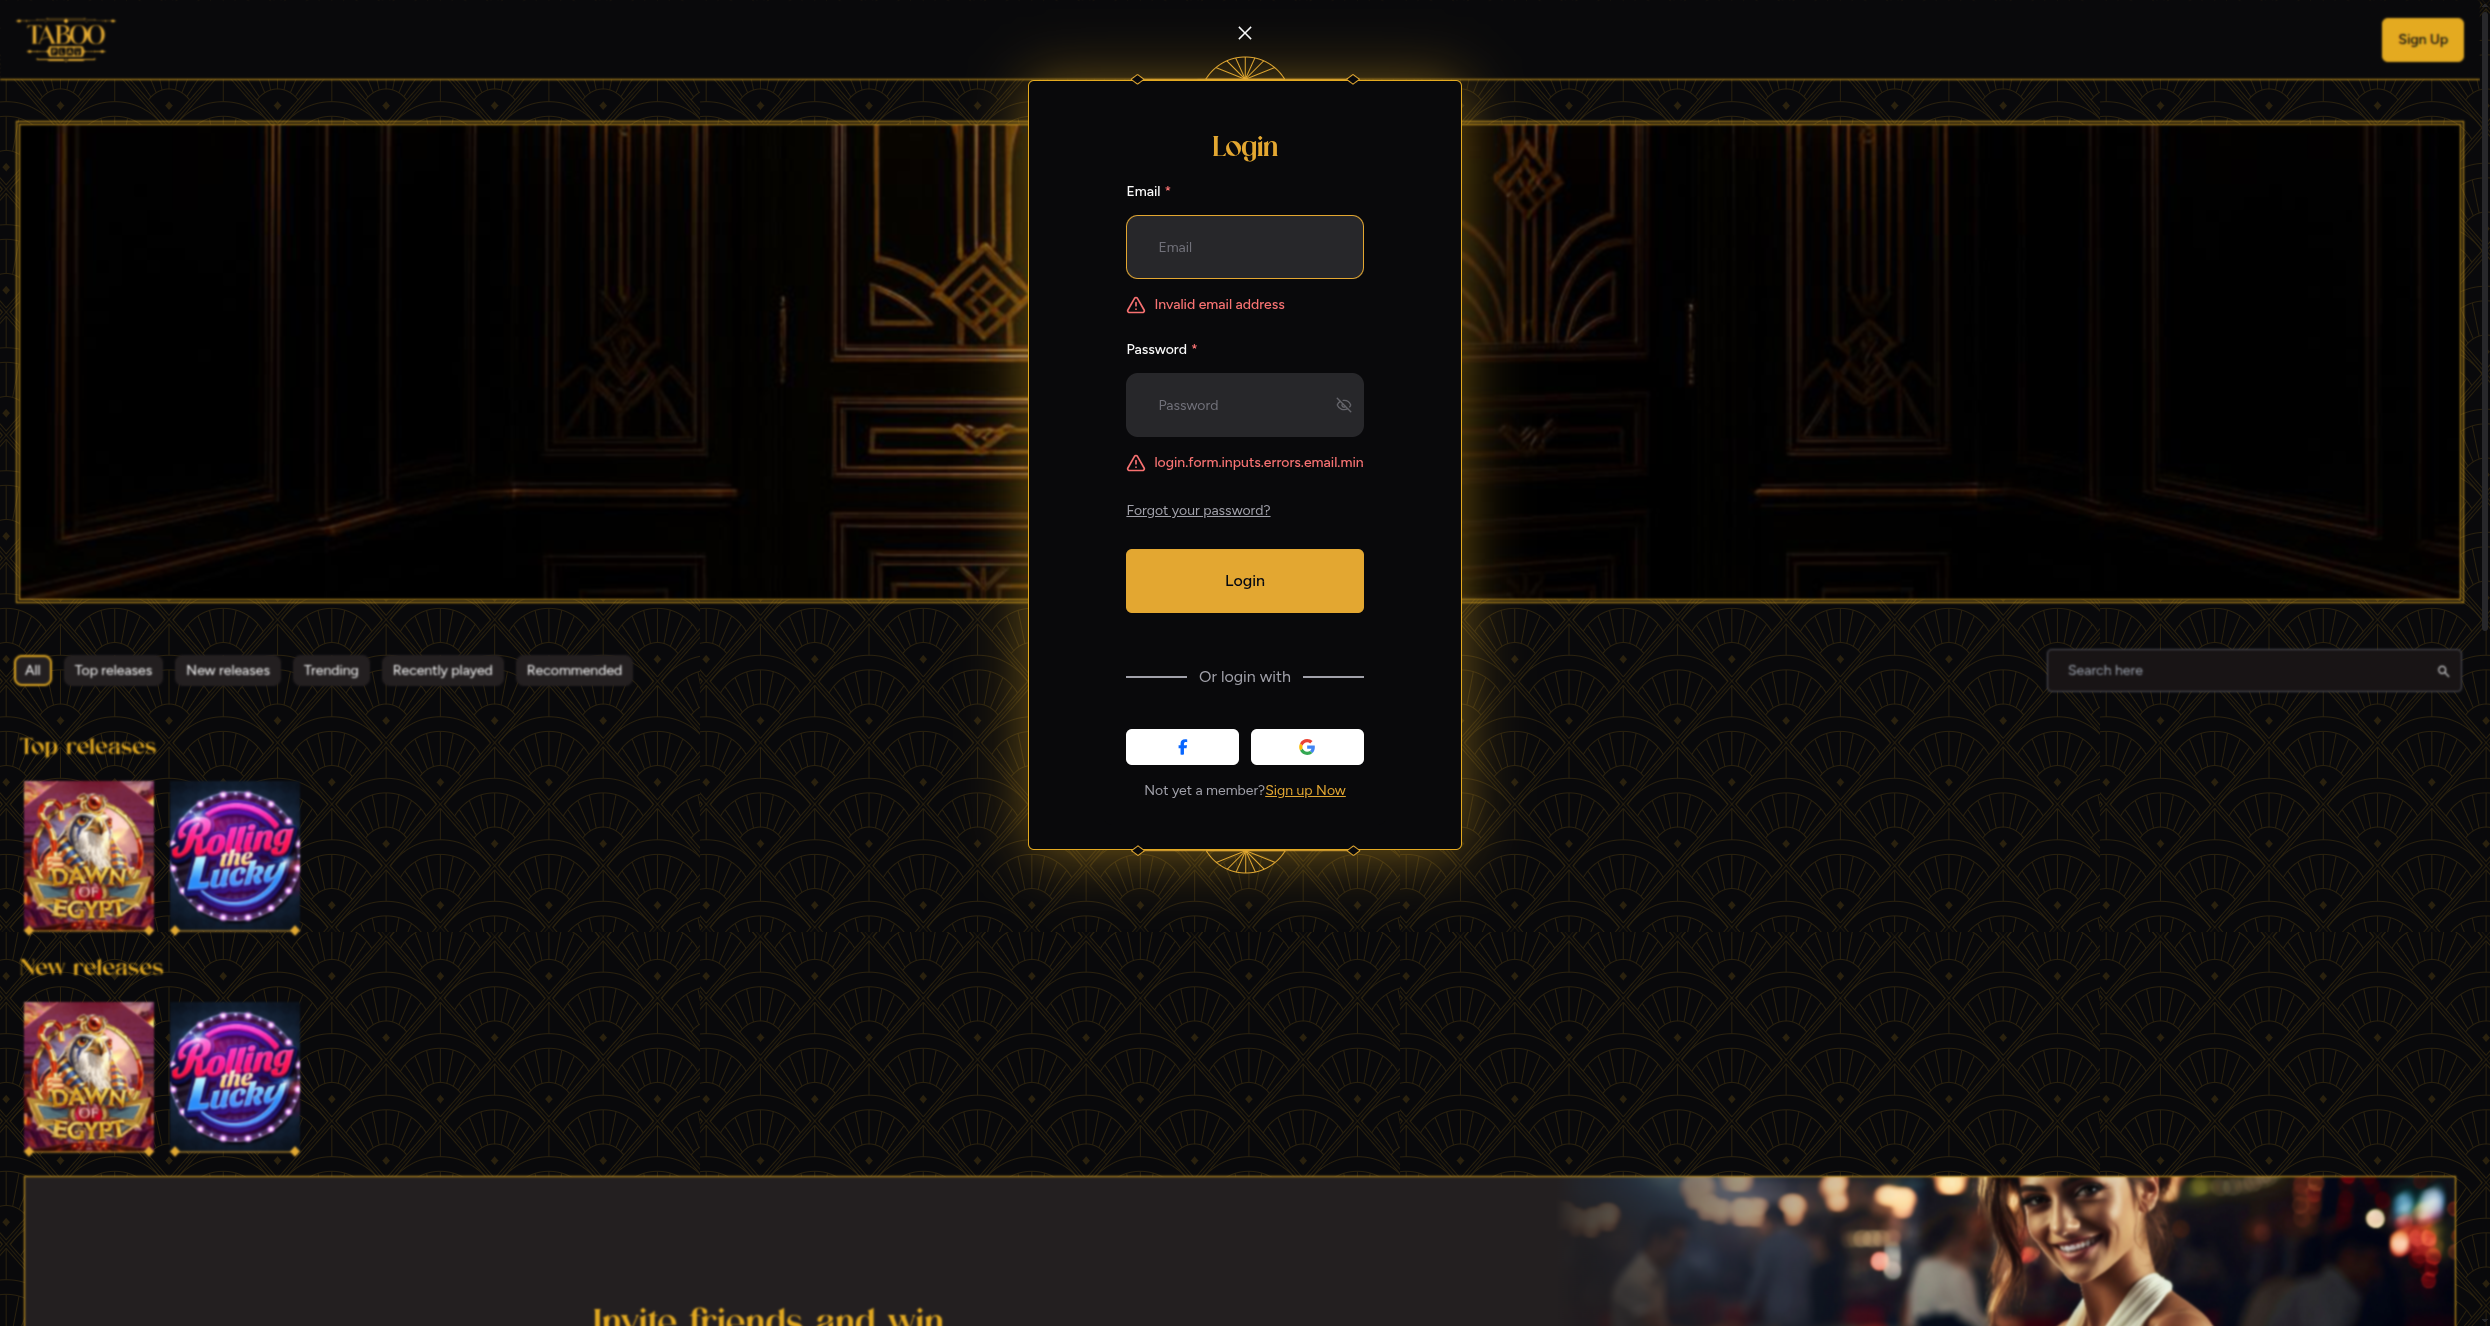 TABOO
PLAY
Sign Up
Login
Email *
Email
Invalid email address
Password *
Password
login.form.inputs.errors.email.min
Forgot your password?
Login
Or login with
Not yet a member?Sign up Now
All
Top releases
New releases
Trending
Recently played
Recommended
Search here
Top releases
DAWN
OF
EGYPT
Rolling
the
Lucky
New releases
DAWN
OF
EGYPT
Rolling
the
Lucky
Invite friends and win